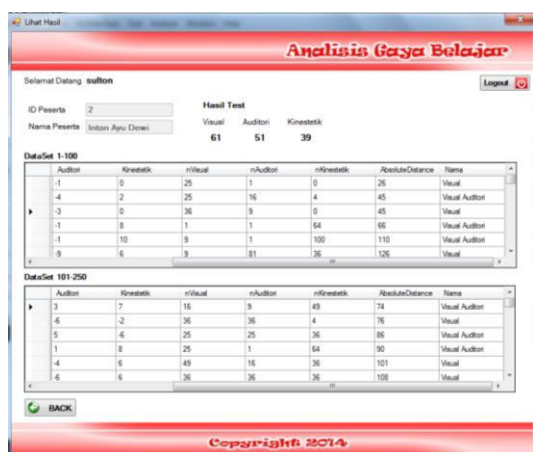 Lihat Hasil
Analisis Gaya Belajar
Selamat Datang sulton
Logout
ID Peserta 2
Nama Peserta Intan Ayu Dewi
Hasil Test
Visual Auditori Kinestetik
61 51 39
DataSet 1-100
Auditori Kinestetik nVisual nAuditori nKinestetik AbsoluteDistance Nama
-1 0 25 1 0 26 Visual
-4 2 25 16 4 45 Visual Auditori
-3 0 36 9 0 45 Visual
-1 8 1 1 64 66 Visual Auditori
-1 10 9 1 100 110 Visual Auditori
-9 6 9 81 36 126 Visual
DataSet 101-250
Auditori Kinestetik nVisual nAuditori nKinestetik AbsoluteDistance Nama
3 7 16 9 49 74 Visual Auditori
-6 -2 36 36 4 76 Visual
5 -6 25 25 36 86 Visual Auditori
1 8 25 1 64 90 Visual Auditori
-4 6 49 16 36 101 Visual
-6 6 36 36 36 108 Visual
BACK
Copyright 2014